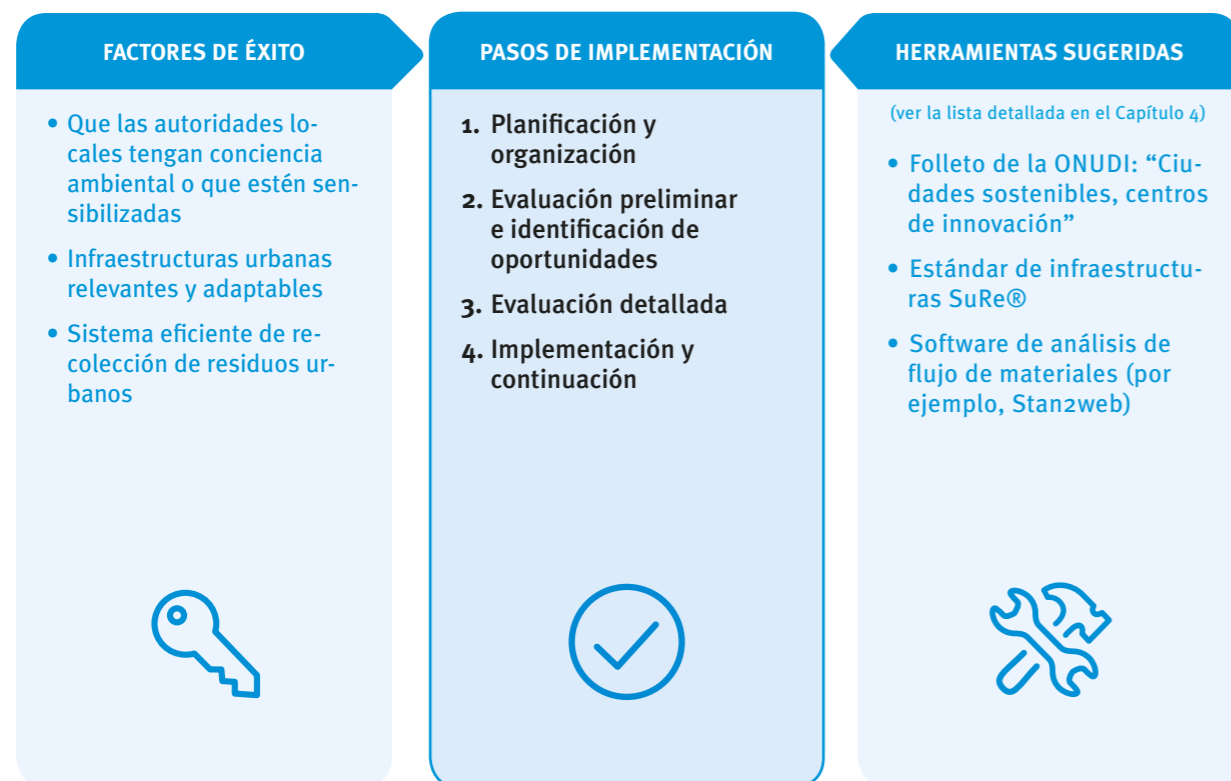 FACTORES DE ÉXITO
• Que las autoridades lo-
cales tengan conciencia
ambiental o que estén sen-
sibilizadas
• Infraestructuras urbanas
relevantes y adaptables
• Sistema eficiente de re-
colección de residuos ur-
banos
PASOS DE IMPLEMENTACIÓN
1. Planificación y
organización
2. Evaluación preliminar
e identificación de
oportunidades
3. Evaluación detallada
4. Implementación y
continuación
HERRAMIENTAS SUGERIDAS
(ver la lista detallada en el Capítulo 4)
• Folleto de la ONUDI: “Ciu-
dades sostenibles, centros
de innovación”
• Estándar de infraestructu-
ras SuRe®
• Software de análisis de
flujo de materiales (por
ejemplo, Stan2web)